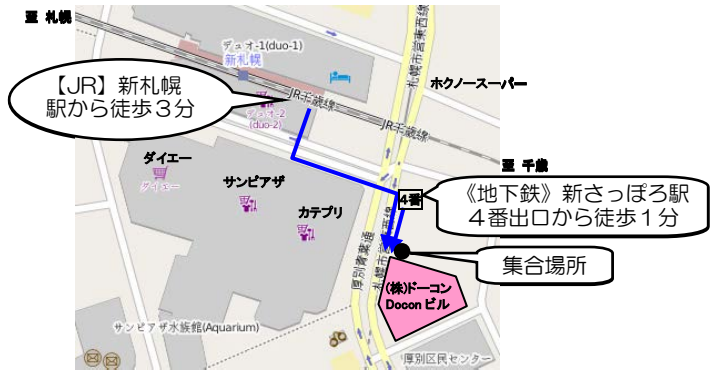 至 札幌
デュオ-1(duo-1)
新札幌
札幌市営東西線
ホクノースーパー
【JR】新札幌
駅から徒歩3分
JR千歳線
デュオ-2
(duo-2)
JR千歳線
至 千歳
ダイエー
ダイエー
サンピアザ
カテプリ
4番
《地下鉄》新さっぽろ駅
4番出口から徒歩1分
集合場所
厚別青葉通
札幌市営東西線
(株)ドーコン
Docon ビル
サンピアザ水族館(Aquarium)
厚別区民センター